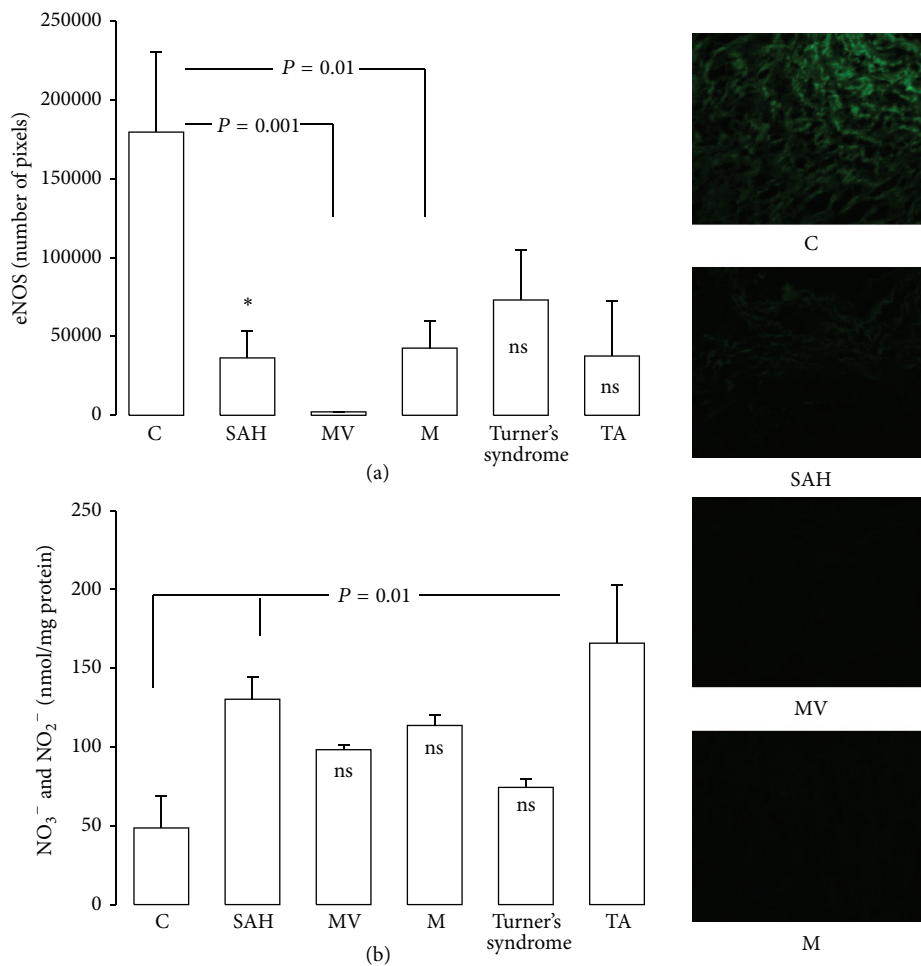 250000
200000
150000
100000
50000
0
eNOS (number of pixels)
P = 0.01
P = 0.001
*
ns
ns
C
SAH
MV
M
Turner's
syndrome
TA
(a)
250
200
150
100
50
0
NO₃⁻ and NO₂⁻ (nmol/mg protein)
P = 0.01
ns
ns
ns
C
SAH
MV
M
Turner's
syndrome
TA
(b)
C
SAH
MV
M